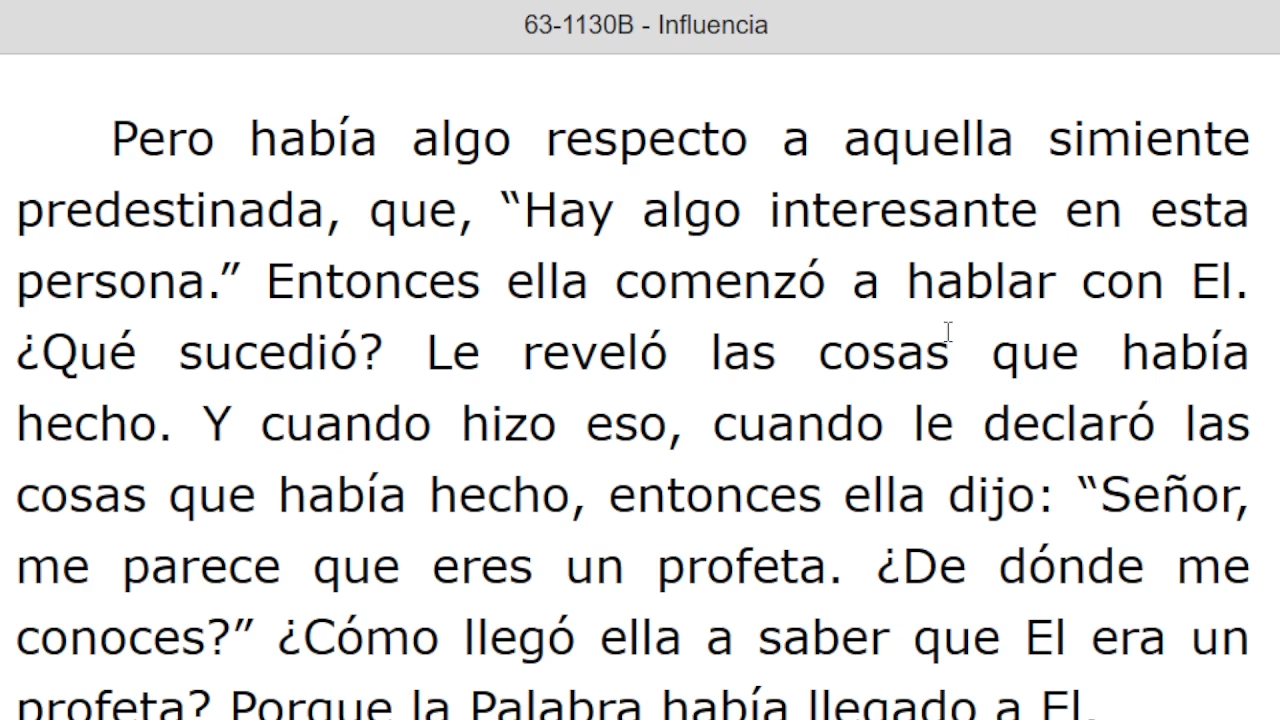 63-1130B - Influencia
Pero había algo respecto a aquella simiente
predestinada, que, “Hay algo interesante en esta
persona.” Entonces ella comenzó a hablar con El.
¿Qué sucedió? Le reveló las cosas que había
hecho. Y cuando hizo eso, cuando le declaró las
cosas que había hecho, entonces ella dijo: “Señor,
me parece que eres un profeta. ¿De dónde me
conoces?” ¿Cómo llegó ella a saber que El era un
profeta? Porque la Palabra había llegado a El.